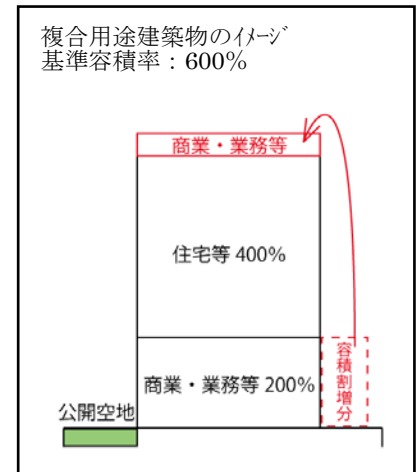 複合用途建築物のイメージ
基準容積率：600％
商業・業務等
住宅等 400%
商業・業務等 200%
容積割増分
公開空地